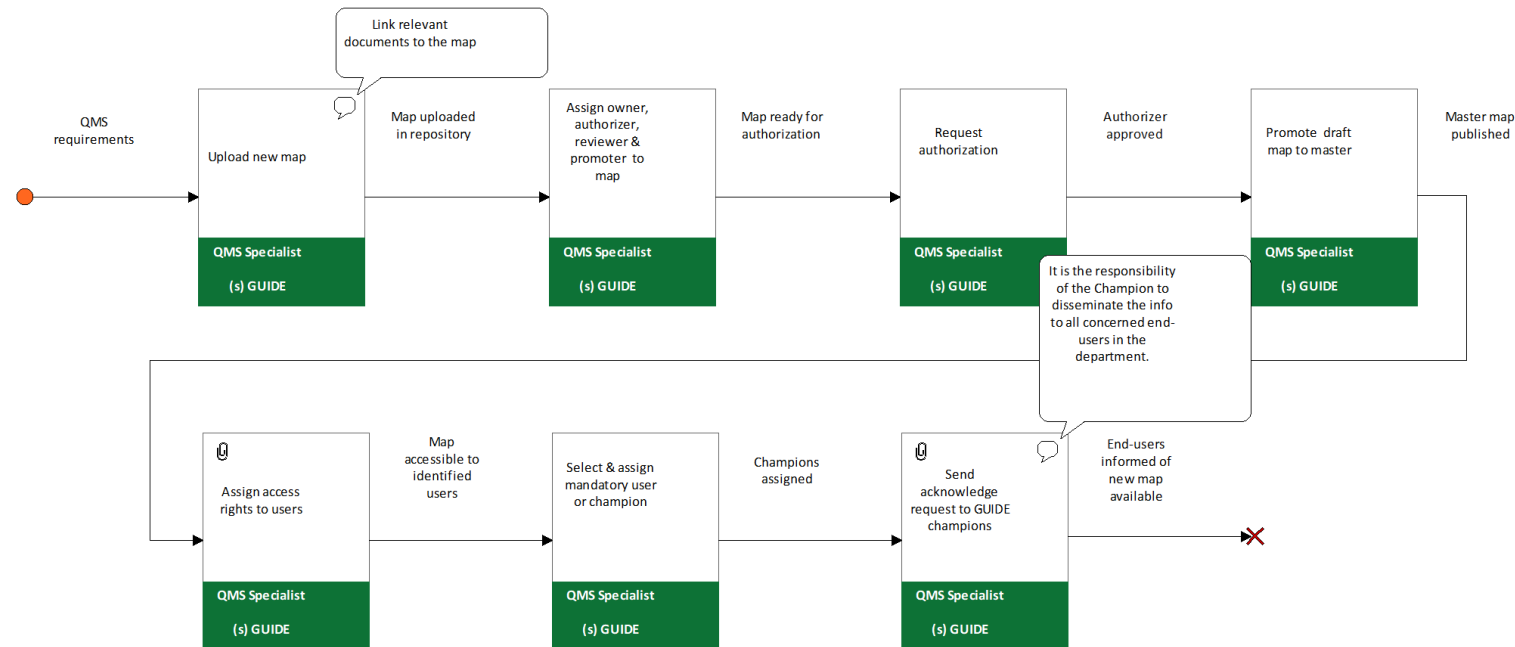 Link relevant
documents to the map
QMS
requirements
Upload new map
Map uploaded
in repository
Assign owner,
authorizer,
reviewer &
promoter to
map
Map ready for
authorization
Request
authorization
Authorizer
approved
Promote draft
map to master
Master map
published
QMS Specialist
(s) GUIDE
QMS Specialist
(s) GUIDE
QMS Specialist
(s) GUIDE
QMS Specialist
(s) GUIDE
It is the responsibility
of the Champion to
disseminate the info
to all concerned end-
users in the
department.
Assign access
rights to users
Map
accessible to
identified
users
Select & assign
mandatory user
or champion
Champions
assigned
Send
acknowledge
request to GUIDE
champions
End-users
informed of
new map
available
QMS Specialist
(s) GUIDE
QMS Specialist
(s) GUIDE
QMS Specialist
(s) GUIDE